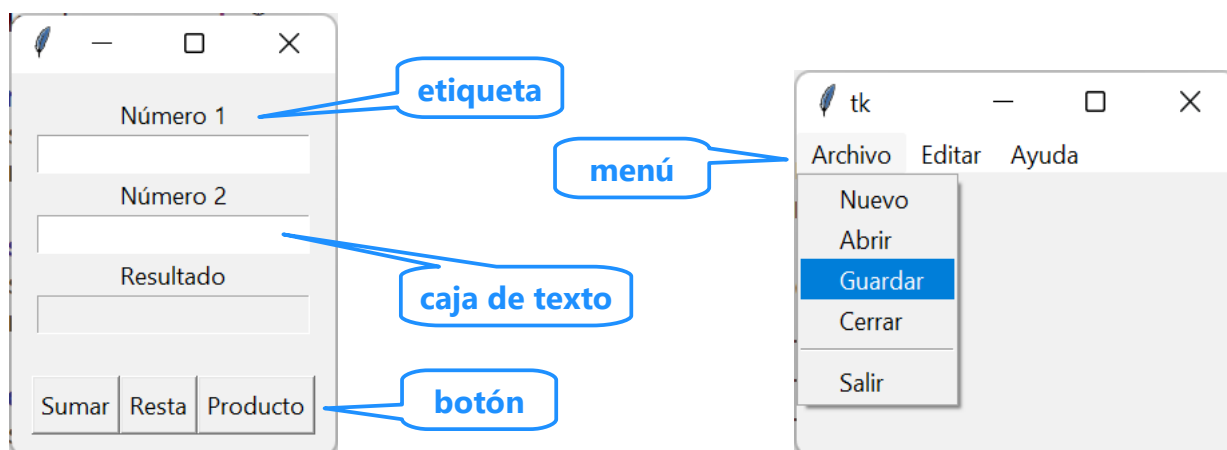 Número 1
Número 2
Resultado
Sumar Resta Producto
etiqueta
caja de texto
botón
menú
tk
Archivo Editar Ayuda
Nuevo
Abrir
Guardar
Cerrar
Salir